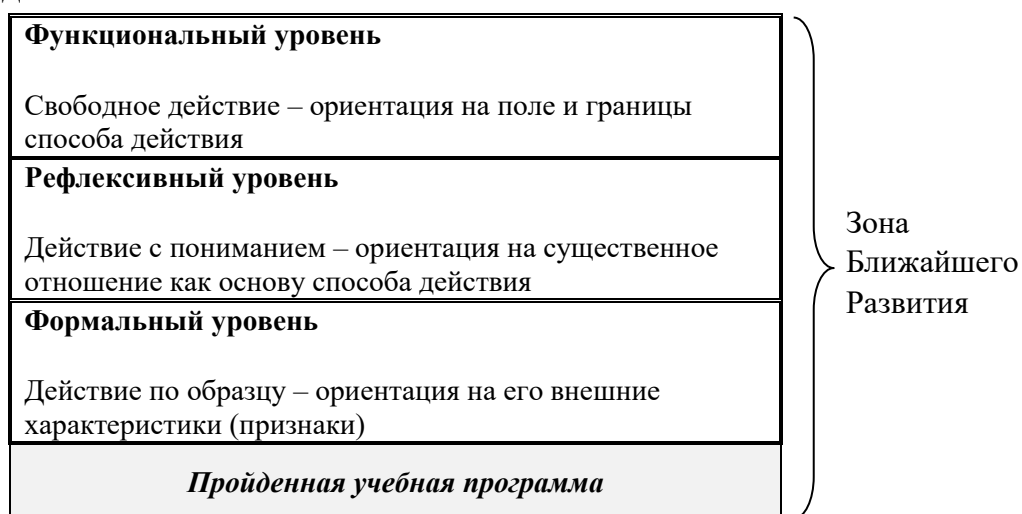 Функциональный уровень
Свободное действие – ориентация на поле и границы
способа действия
Рефлексивный уровень
Действие с пониманием – ориентация на существенное
отношение как основу способа действия
Формальный уровень
Действие по образцу – ориентация на его внешние
характеристики (признаки)
Пройденная учебная программа
Зона
Ближайшего
Развития